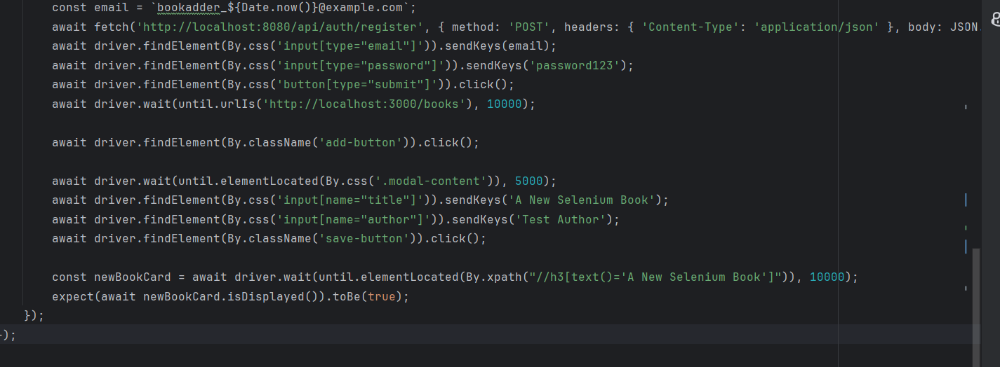 const email = `bookadder_${Date.now()}@example.com`;
await fetch('http://localhost:8080/api/auth/register', { method: 'POST', headers: { 'Content-Type': 'application/json' }, body: JSON.
await driver.findElement(By.css('input[type="email"]')).sendKeys(email);
await driver.findElement(By.css('input[type="password"]')).sendKeys('password123');
await driver.findElement(By.css('button[type="submit"]')).click();
await driver.wait(until.urlIs('http://localhost:3000/books'), 10000);
await driver.findElement(By.className('add-button')).click();
await driver.wait(until.elementLocated(By.css('.modal-content')), 5000);
await driver.findElement(By.css('input[name="title"]')).sendKeys('A New Selenium Book');
await driver.findElement(By.css('input[name="author"]')).sendKeys('Test Author');
await driver.findElement(By.className('save-button')).click();
const newBookCard = await driver.wait(until.elementLocated(By.xpath("//h3[text()='A New Selenium Book']")), 10000);
expect(await newBookCard.isDisplayed()).toBe(true);
});
});